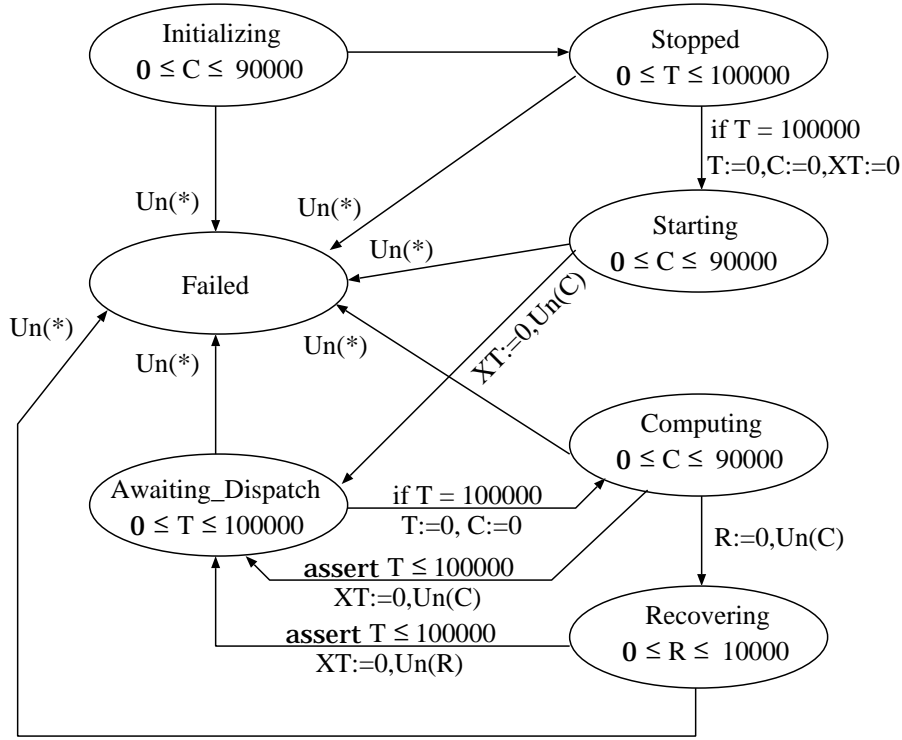 Initializing
0 ≤ C ≤ 90000
Stopped
0 ≤ T ≤ 100000
if T = 100000
T:=0,C:=0,XT:=0
Un(*)
Un(*)
Starting
0 ≤ C ≤ 90000
Un(*)
Failed
Un(*)
Un(*)
Un(*)
XT:=0,Un(C)
Computing
0 ≤ C ≤ 90000
Awaiting_Dispatch
0 ≤ T ≤ 100000
if T = 100000
T:=0, C:=0
R:=0,Un(C)
assert T ≤ 100000
XT:=0,Un(C)
Recovering
0 ≤ R ≤ 10000
assert T ≤ 100000
XT:=0,Un(R)